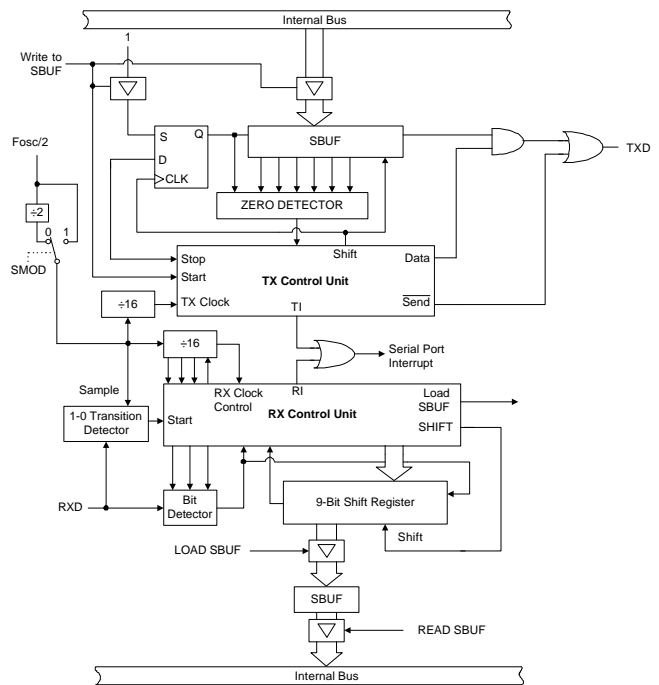 Internal Bus
1
Write to
SBUF
S
Q
SBUF
TXD
Fosc/2
D
CLK
÷2
ZERO DETECTOR
0 1
SMOD
Shift
Stop
Data
Start
TX Control Unit
÷16
TX Clock
TI
Send
÷16
Serial Port
Interrupt
Sample
RX Clock
Control
RI
Load
SBUF
1-0 Transition
Detector
Start
RX Control Unit
SHIFT
RXD
Bit
Detector
9-Bit Shift Register
Shift
LOAD SBUF
SBUF
READ SBUF
Internal Bus